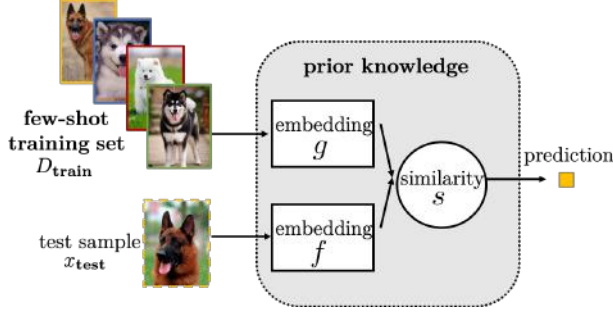 prior knowledge
few-shot
training set
D_train
embedding
g
similarity
s
prediction
test sample
x_test
embedding
f